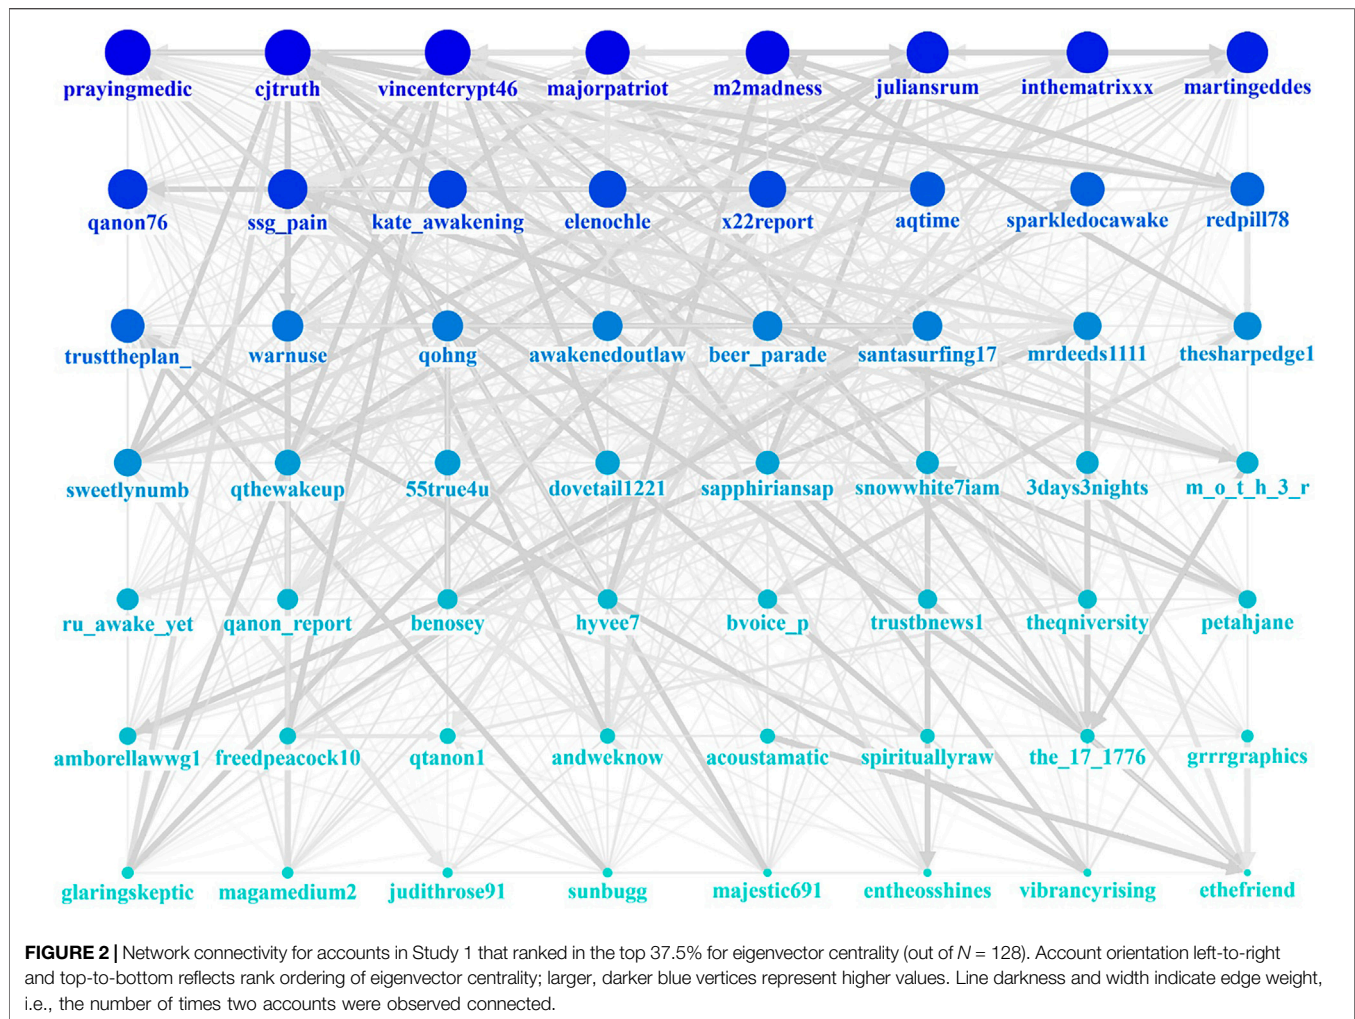 prayingmedic cjtruth vincentcrypt46 majorpatriot m2madness juliansrum inthematrixxx martingeddes
qanon76 ssg_pain kate_awakening elenochle x22report aqtime sparkledocawake redpill78
trusttheplan_ warnuse qohng awakenedoutlaw beer_parade santasurfing17 mrdeeds1111 thesharpedge1
sweetlynumb qthewakeup 55true4u dovetail1221 sapphiriansap snowwhite7iam 3days3nights m_o_t_h_3_r
ru_awake_yet qanon_report benosey hyvee7 bvoice_p trustbnews1 theqniversity petahjane
amborellawwg1 freedpeacock10 qtanon1 andweknow acoustamatic spirituallyraw the_17_1776 grrrgraphics
glaringskeptic magamedium2 judithrose91 sunbugg majestic691 entheosshines vibrancyrising ethefriend
FIGURE 2 | Network connectivity for accounts in Study 1 that ranked in the top 37.5% for eigenvector centrality (out of N = 128). Account orientation left-to-right
and top-to-bottom reflects rank ordering of eigenvector centrality; larger, darker blue vertices represent higher values. Line darkness and width indicate edge weight,
i.e., the number of times two accounts were observed connected.